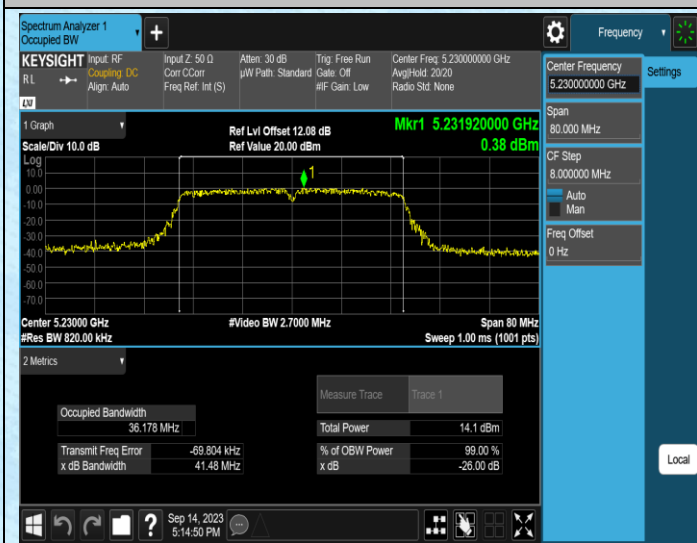 Spectrum Analyzer 1
Occupied BW
+
Frequency
KEYSIGHT
RL
LW
Input: RF
Coupling: DC
Align: Auto
Input Z: 50 Ω
Corr CCorr
Freq Ref: Int (S)
Atten: 30 dB
µW Path: Standard
Trig: Free Run
Gate: Off
#IF Gain: Low
Center Freq: 5.230000000 GHz
Avg|Hold: 20/20
Radio Std: None
Center Frequency
5.230000000 GHz
Settings
Span
80.000 MHz
CF Step
8.000000 MHz
Auto
Man
Freq Offset
0 Hz
1 Graph
Scale/Div 10.0 dB
Ref Lvl Offset 12.08 dB
Ref Value 20.00 dBm
Mkr1 5.231920000 GHz
0.38 dBm
Log
10.0
0.00
-10.0
-20.0
-30.0
-40.0
-50.0
-60.0
-70.0
1
Center 5.23000 GHz
#Res BW 820.00 kHz
#Video BW 2.7000 MHz
Span 80 MHz
Sweep 1.00 ms (1001 pts)
2 Metrics
Measure Trace Trace 1
Occupied Bandwidth
36.178 MHz
Total Power 14.1 dBm
Transmit Freq Error -69.804 kHz
% of OBW Power 99.00 %
x dB Bandwidth 41.48 MHz
x dB -26.00 dB
Local
?
Sep 14, 2023
5:14:50 PM